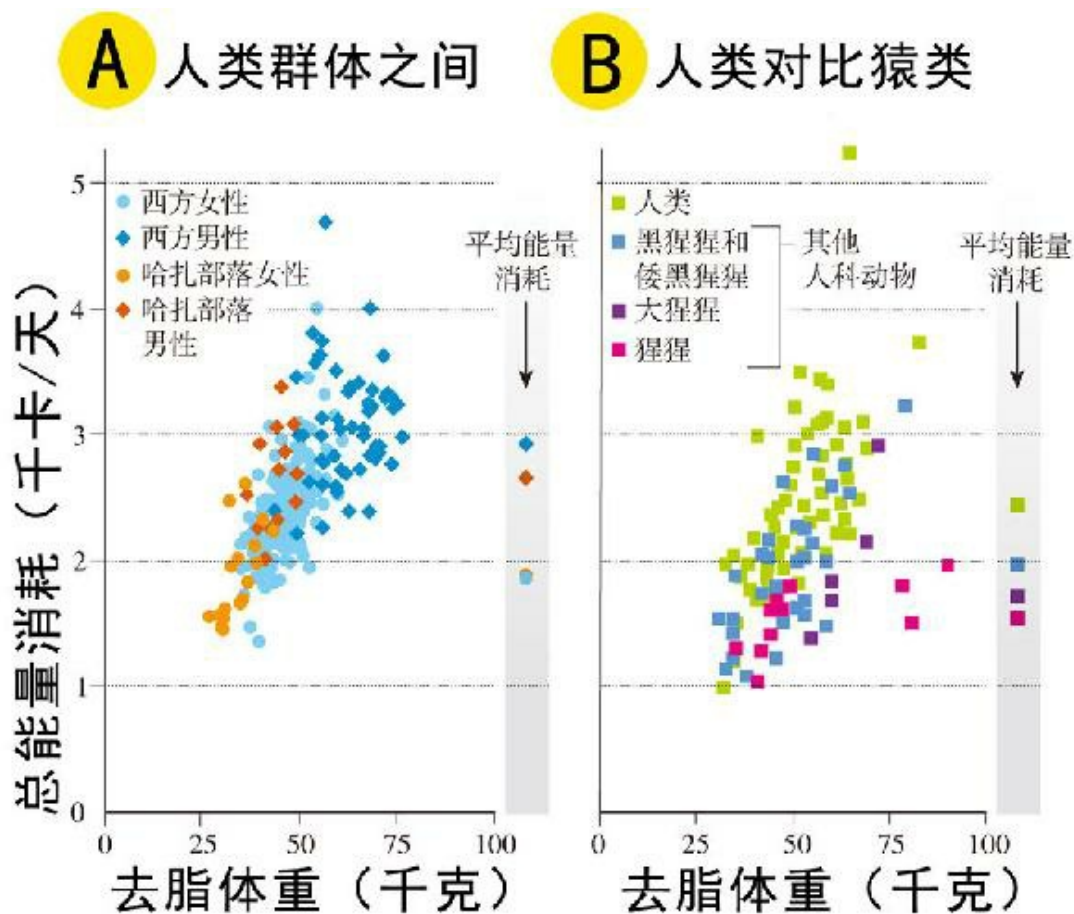 A 人类群体之间
B 人类对比猿类
总能量消耗（千卡/天）
5
4
3
2
1
0
西方女性
西方男性
哈扎部落女性
哈扎部落
男性
平均能量
消耗
0 25 50 75 100
去脂体重（千克）
人类
黑猩猩和
倭黑猩猩
大猩猩
猩猩
其他
人科动物
平均能量
消耗
0 25 50 75 100
去脂体重（千克）